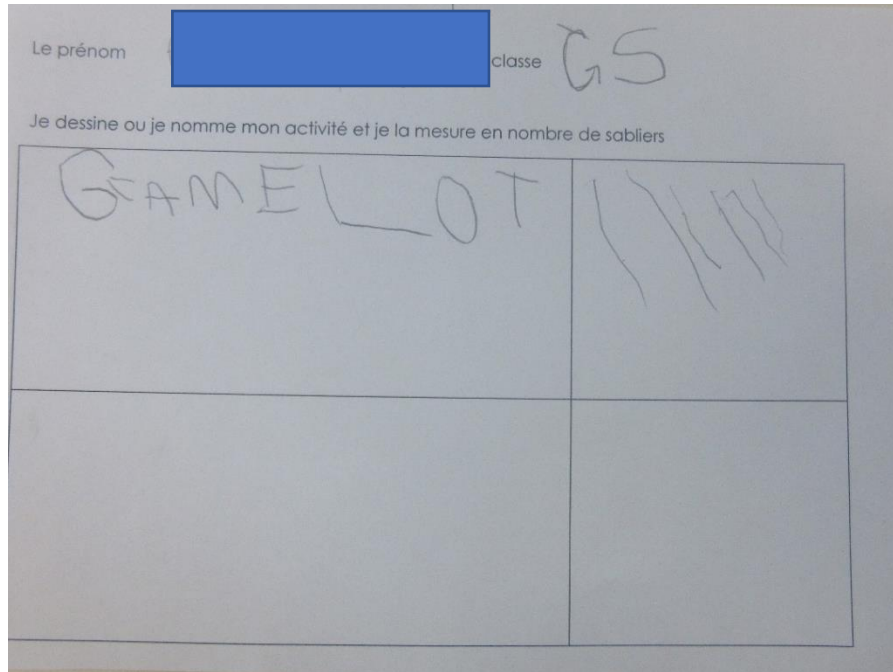 Le prénom classe GS
Je dessine ou je nomme mon activité et je la mesure en nombre de sabliers
GAMELOT